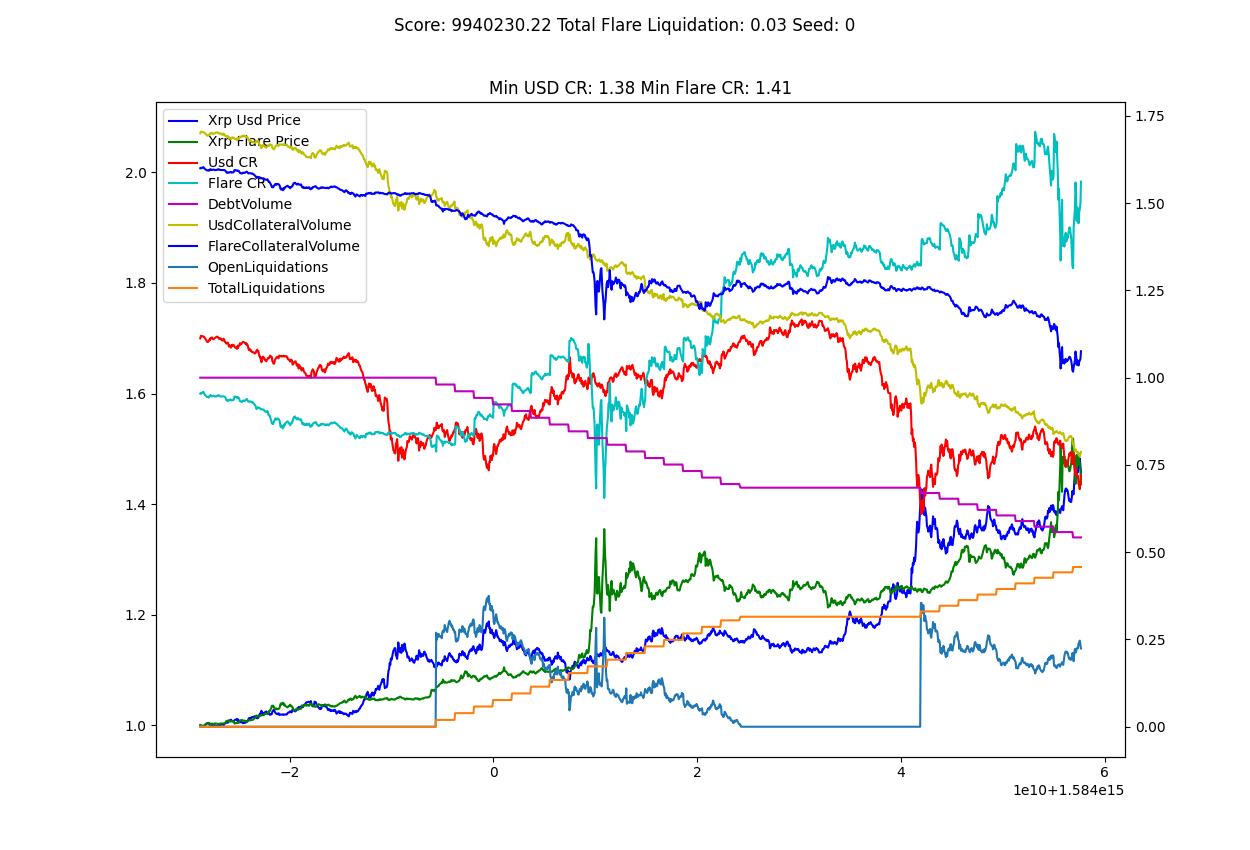 Score: 9940230.22 Total Flare Liquidation: 0.03 Seed: 0
Min USD CR: 1.38 Min Flare CR: 1.41
Xrp Usd Price
Xrp Flare Price
Usd CR
Flare CR
DebtVolume
UsdCollateralVolume
FlareCollateralVolume
OpenLiquidations
TotalLiquidations
2.0
1.8
1.6
1.4
1.2
1.0
1.75
1.50
1.25
1.00
0.75
0.50
0.25
0.00
−2
0
2
4
6
1e10+1.584e15